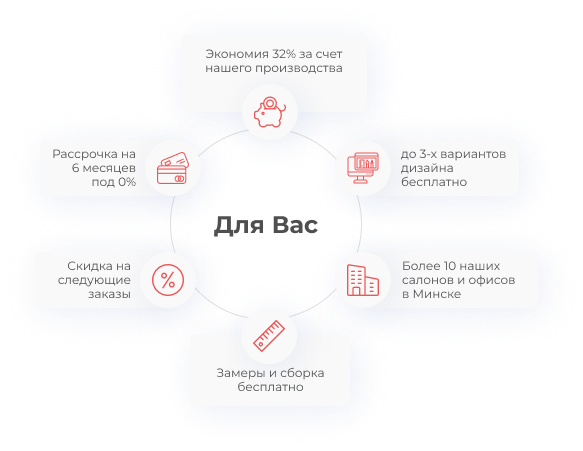 Экономия 32% за счет
нашего производства
Рассрочка на
6 месяцев
под 0%
до 3-х вариантов
дизайна
бесплатно
Для Вас
Скидка на
следующие
заказы
Более 10 наших
салонов и офисов
в Минске
Замеры и сборка
бесплатно